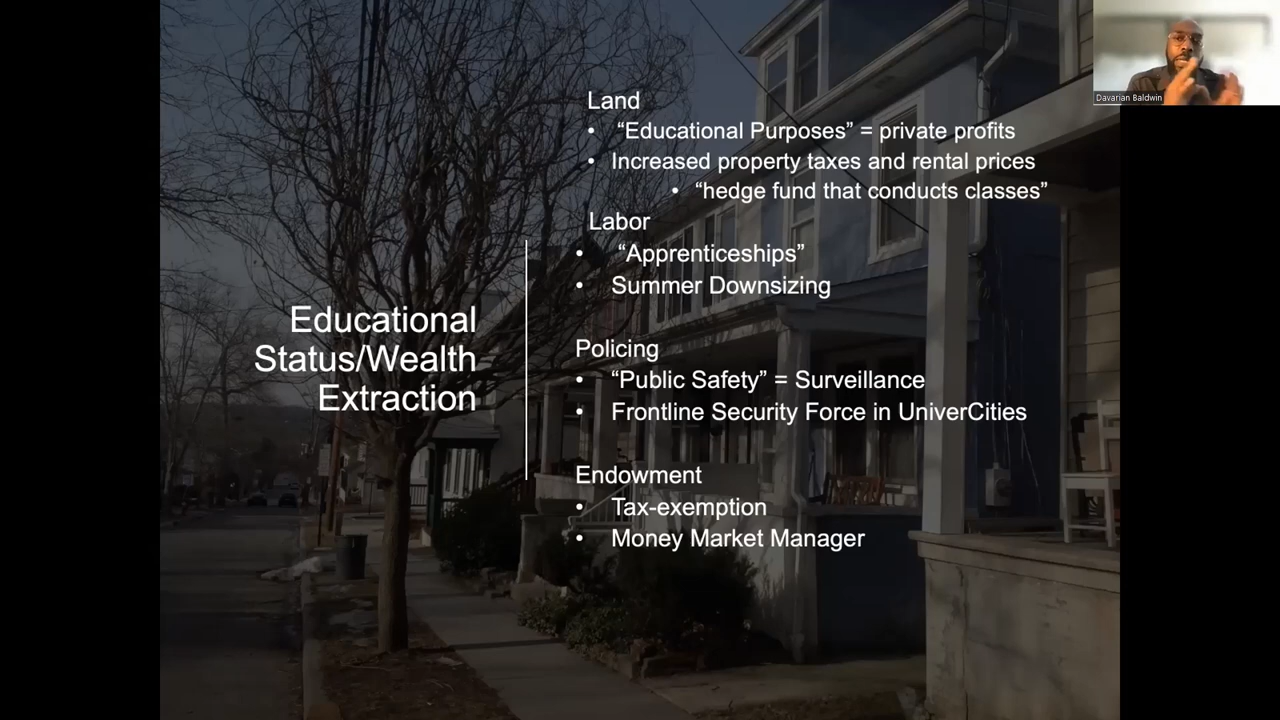 Davarian Baldwin
Educational
Status/Wealth
Extraction
Land
• “Educational Purposes” = private profits
• Increased property taxes and rental prices
• “hedge fund that conducts classes”
Labor
• “Apprenticeships”
• Summer Downsizing
Policing
• “Public Safety” = Surveillance
• Frontline Security Force in UniverCities
Endowment
• Tax-exemption
• Money Market Manager